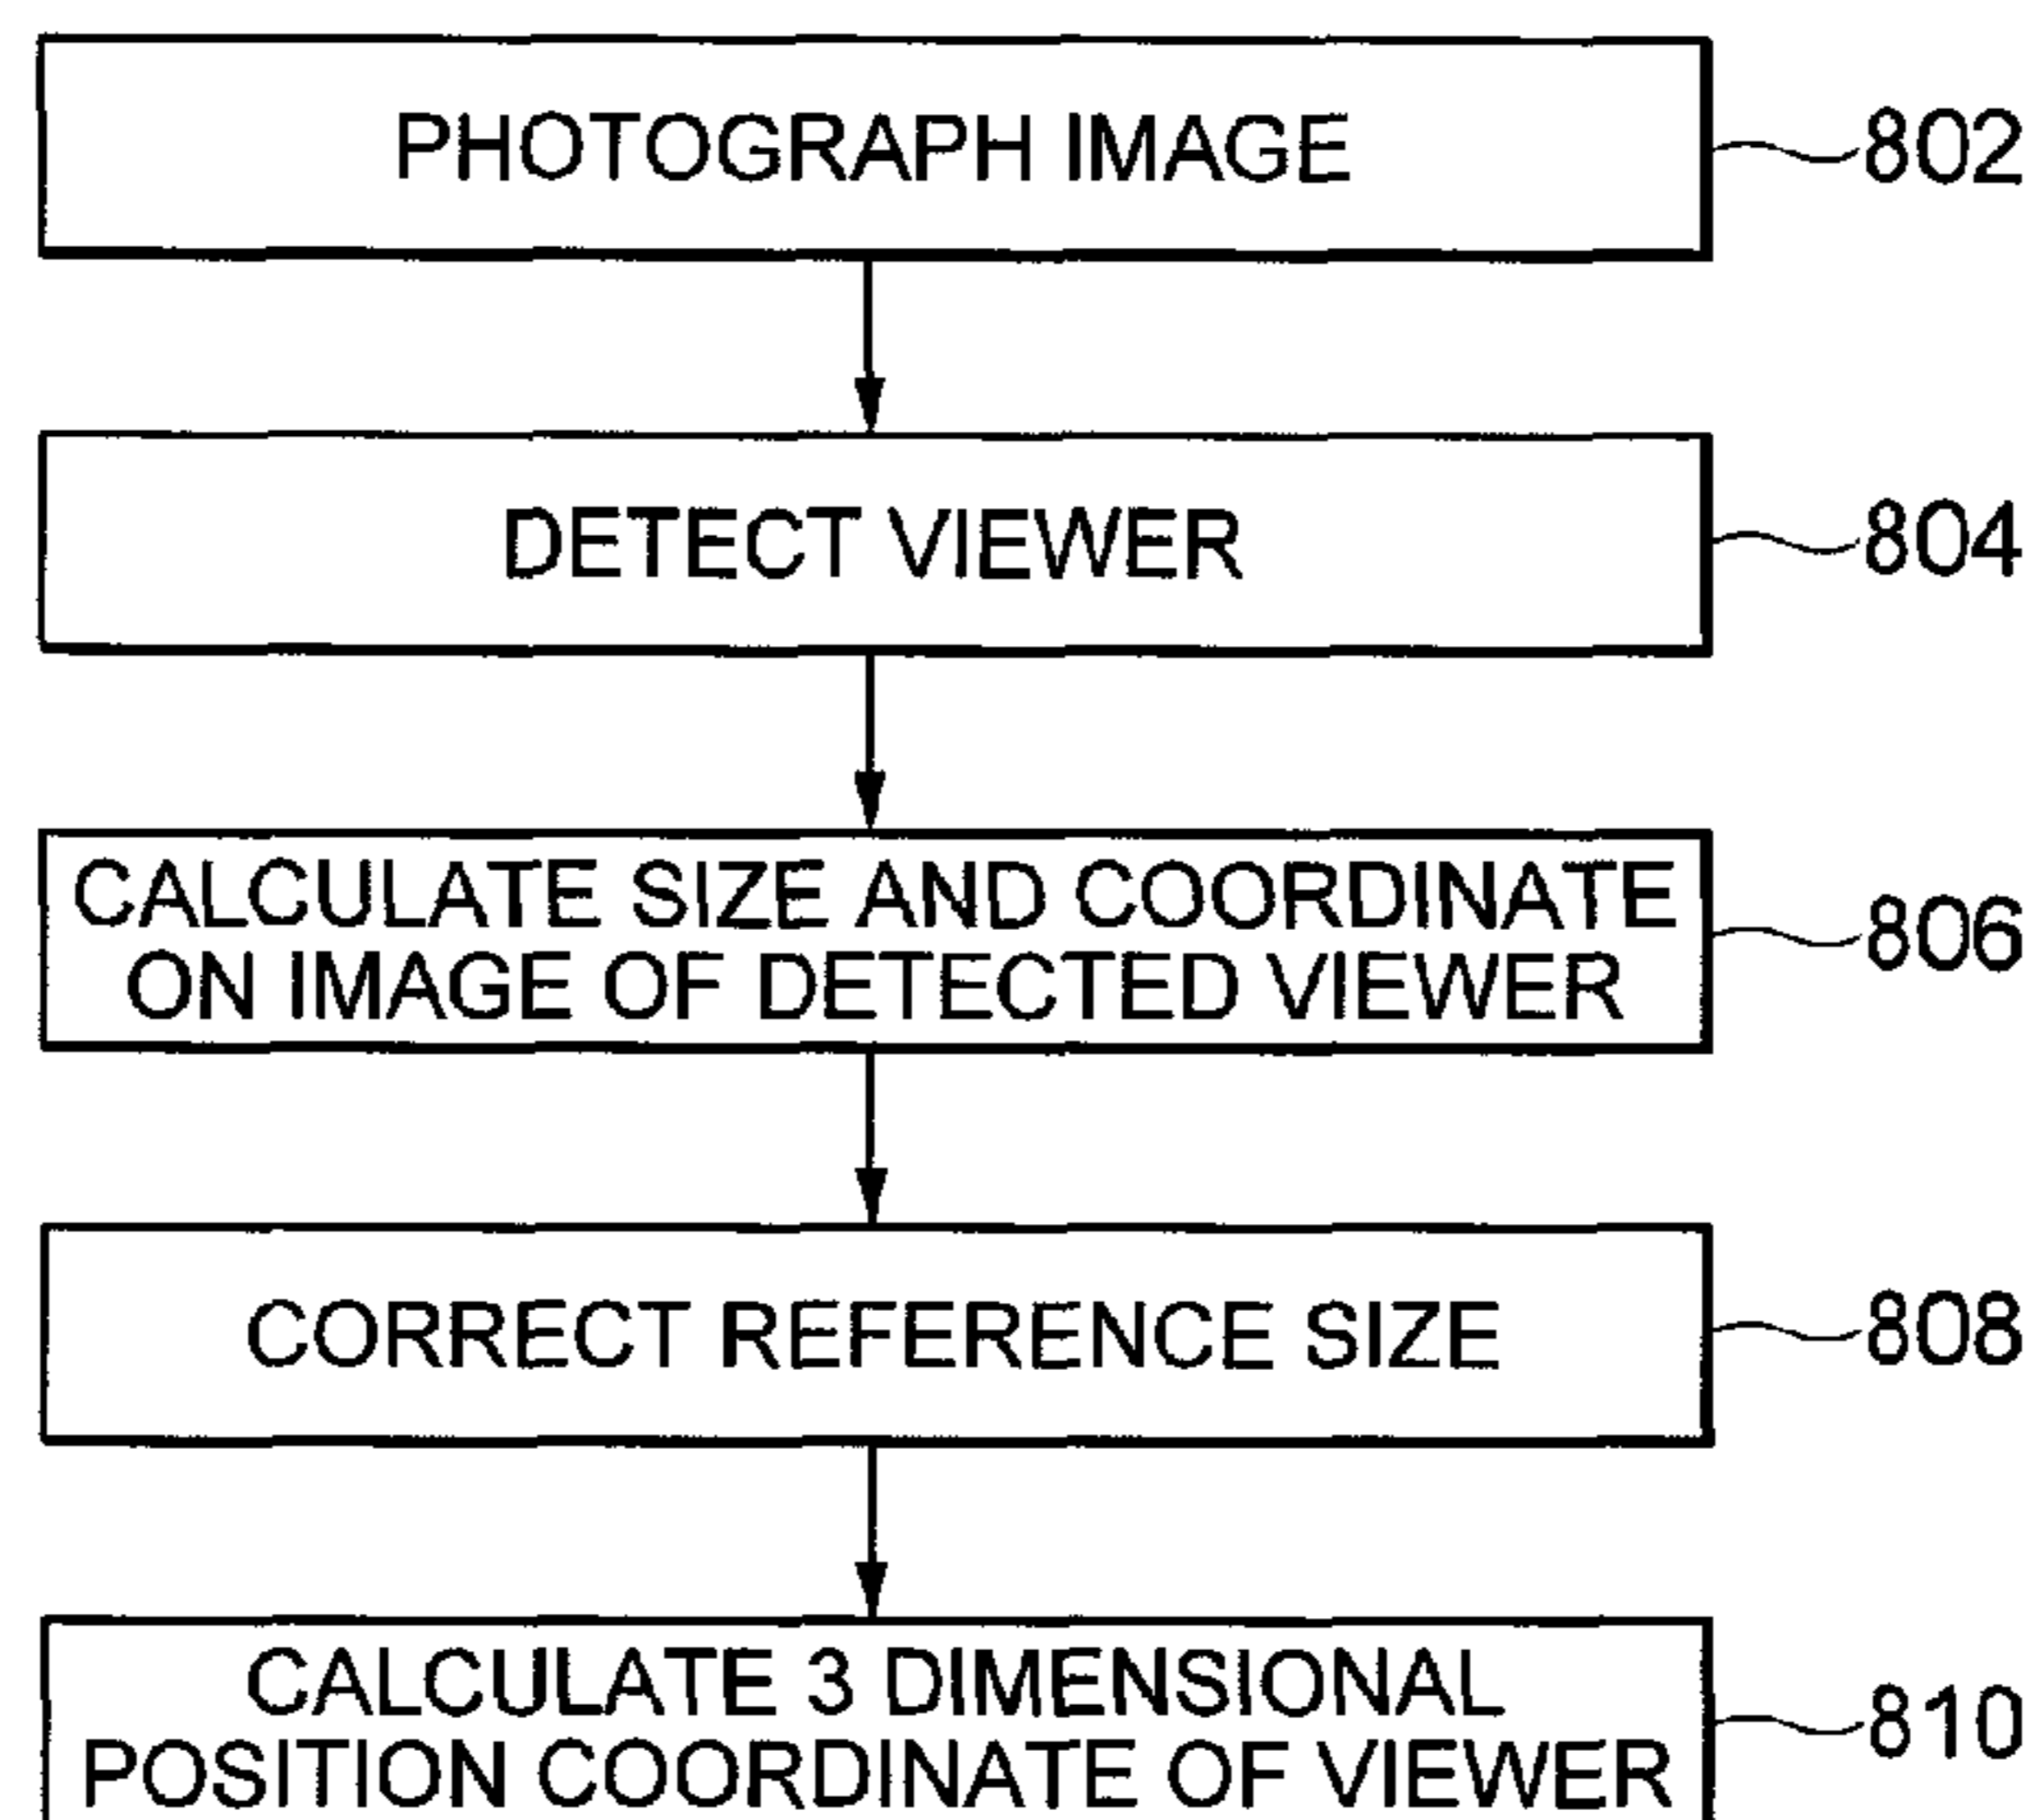 PHOTOGRAPH IMAGE
802
DETECT VIEWER
804
CALCULATE SIZE AND COORDINATE
ON IMAGE OF DETECTED VIEWER
806
CORRECT REFERENCE SIZE
808
CALCULATE 3 DIMENSIONAL
POSITION COORDINATE OF VIEWER
810